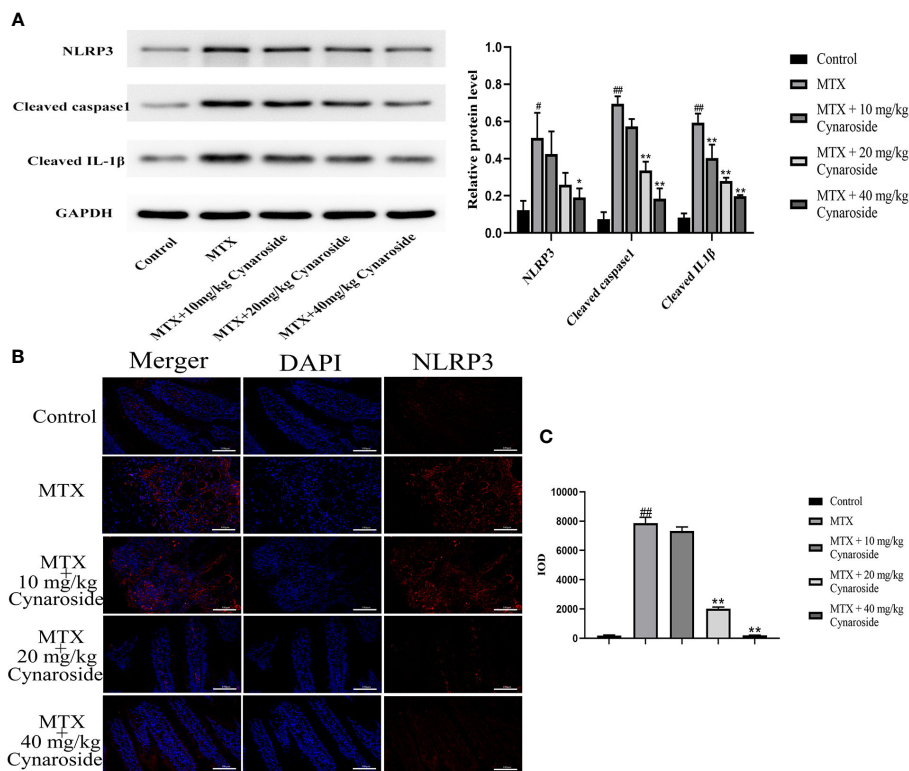 A
NLRP3
Cleaved caspase1
Cleaved IL-1β
GAPDH
Control
MTX
MTX+10mg/kg Cynaroside
MTX+20mg/kg Cynaroside
MTX+40mg/kg Cynaroside
Relative protein level
1.0
0.8
0.6
0.4
0.2
0.0
#
*
##
**
**
##
**
**
**
NLRP3
Cleaved caspase1
Cleaved IL1β
Control
MTX
MTX + 10 mg/kg
Cynaroside
MTX + 20 mg/kg
Cynaroside
MTX + 40 mg/kg
Cynaroside
B
Merger DAPI NLRP3
Control
MTX
MTX
+
10 mg/kg
Cynaroside
MTX
+
20 mg/kg
Cynaroside
MTX
+
40 mg/kg
Cynaroside
C
IOD
10000
8000
6000
4000
2000
0
##
**
**
Control
MTX
MTX + 10 mg/kg
Cynaroside
MTX + 20 mg/kg
Cynaroside
MTX + 40 mg/kg
Cynaroside